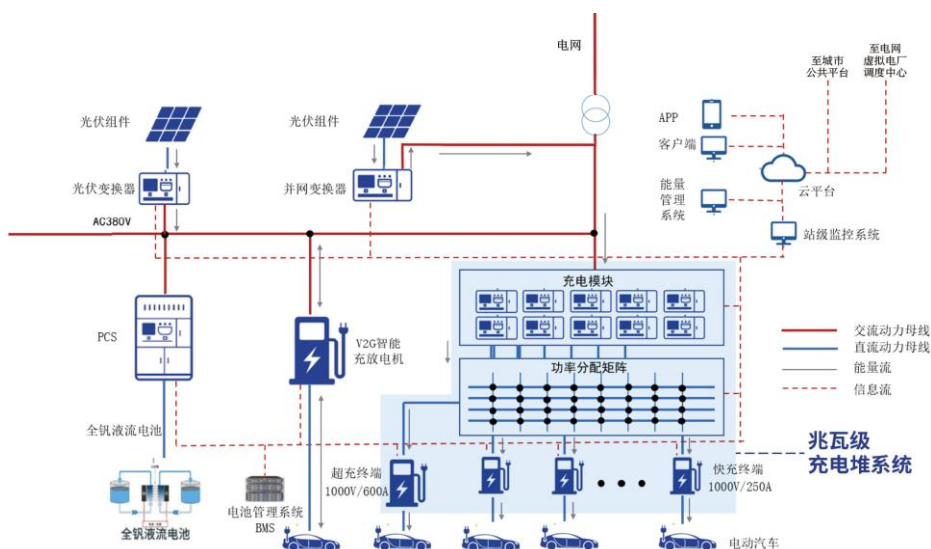 电网
至城市
公共平台
至电网
虚拟电厂
调度中心
光伏组件
光伏组件
APP
客户端
云平台
光伏变换器
并网变换器
能量
管理
系统
站级监控系统
AC380V
充电模块
PCS
V2G智能
充放电机
功率分配矩阵
交流动力母线
直流动力母线
能量流
信息流
全钒液流电池
超充终端
1000V/600A
快充终端
1000V/250A
兆瓦级
充电堆系统
电池管理系统
BMS
全钒液流电池
电动汽车